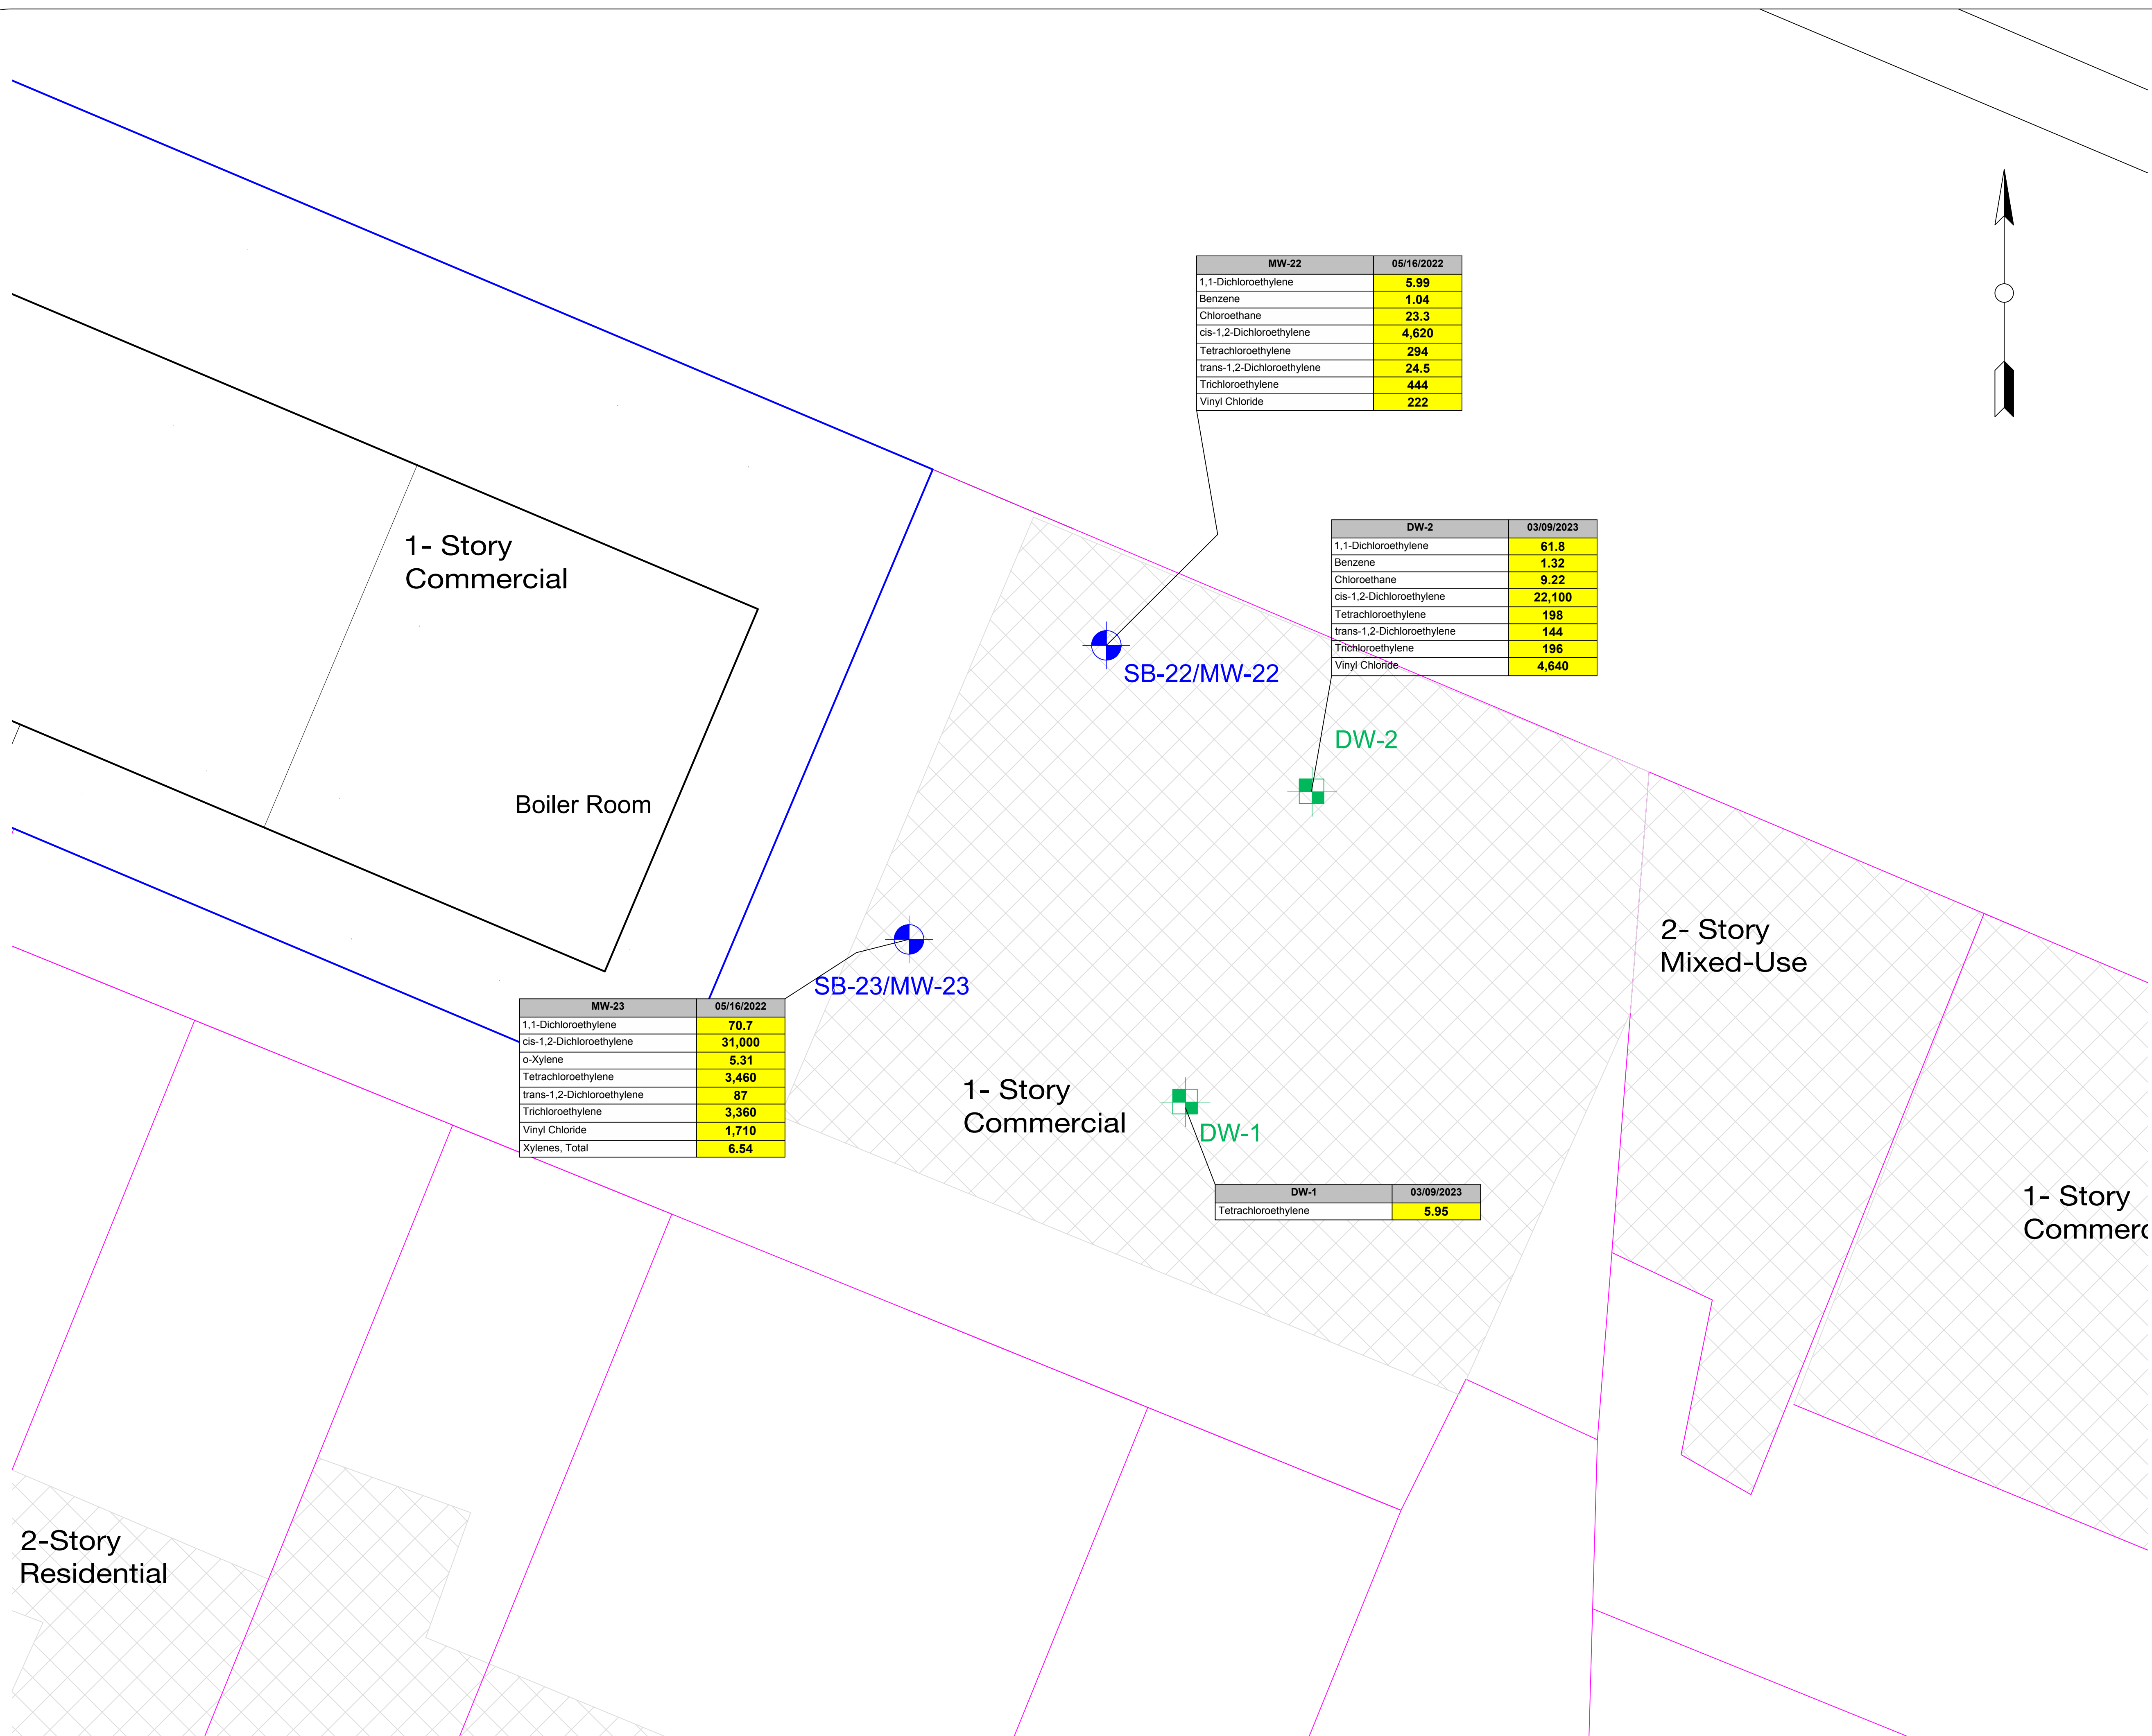 MW-22 05/16/2022
1,1-Dichloroethylene 5.99
Benzene 1.04
Chloroethane 23.3
cis-1,2-Dichloroethylene 4,620
Tetrachloroethylene 294
trans-1,2-Dichloroethylene 24.5
Trichloroethylene 444
Vinyl Chloride 222
DW-2 03/09/2023
1,1-Dichloroethylene 61.8
Benzene 1.32
Chloroethane 9.22
cis-1,2-Dichloroethylene 22,100
Tetrachloroethylene 198
trans-1,2-Dichloroethylene 144
Trichloroethylene 196
Vinyl Chloride 4,640
1- Story
Commercial
SB-22/MW-22
DW-2
Boiler Room
2- Story
Mixed-Use
SB-23/MW-23
MW-23 05/16/2022
1,1-Dichloroethylene 70.7
cis-1,2-Dichloroethylene 31,000
o-Xylene 5.31
Tetrachloroethylene 3,460
trans-1,2-Dichloroethylene 87
Trichloroethylene 3,360
Vinyl Chloride 1,710
Xylenes, Total 6.54
1- Story
Commercial
DW-1
DW-1 03/09/2023
Tetrachloroethylene 5.95
1- Story
Commerc
2-Story
Residential